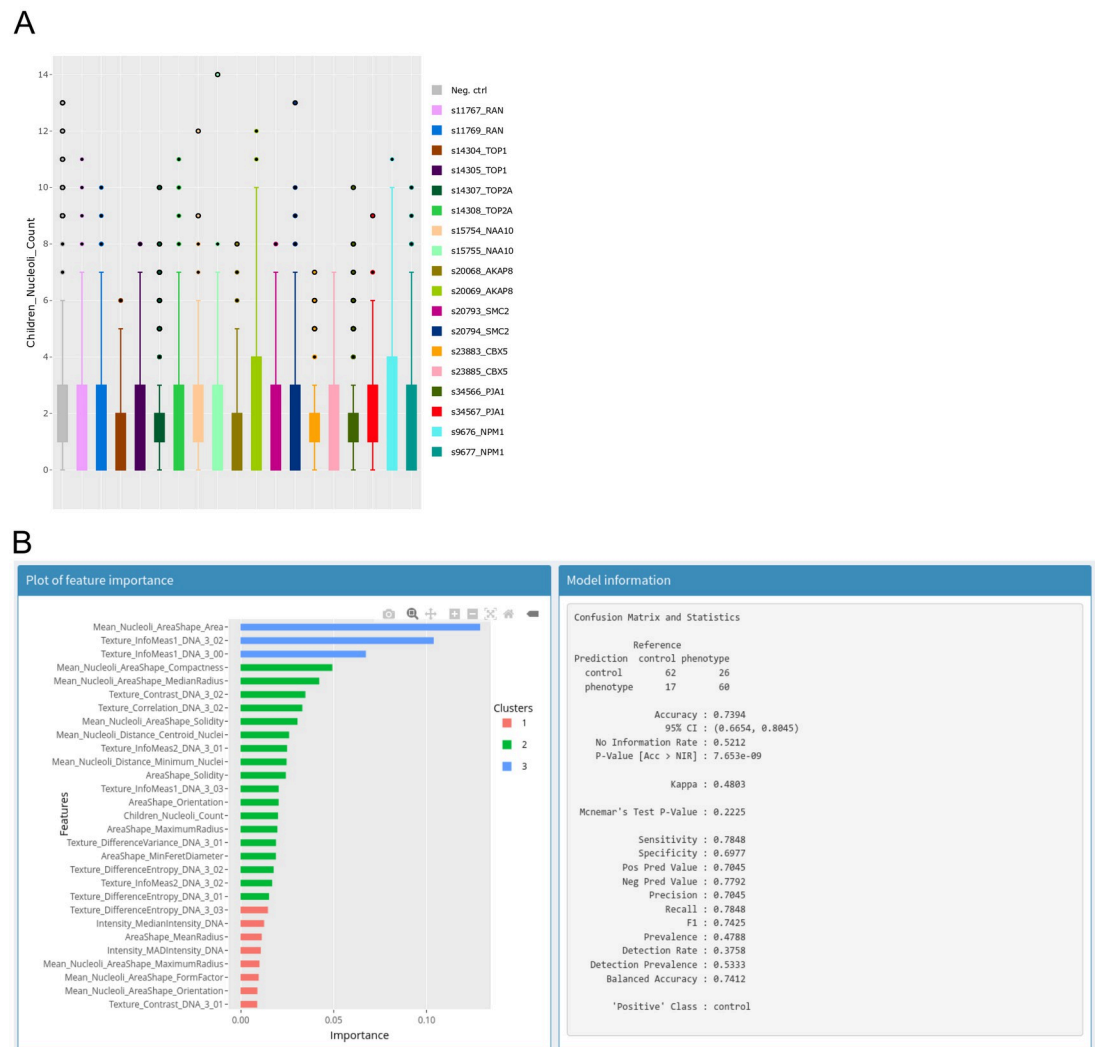 A
Children_Nucleoli_Count
14
12
10
8
6
4
2
0
Neg. ctrl
s11767_RAN
s11769_RAN
s14304_TOP1
s14305_TOP1
s14307_TOP2A
s14308_TOP2A
s15754_NAA10
s15755_NAA10
s20068_AKAP8
s20069_AKAP8
s20793_SMC2
s20794_SMC2
s23883_CBX5
s23885_CBX5
s34566_PJA1
s34567_PJA1
s9676_NPM1
s9677_NPM1
B
Plot of feature importance
Features
Mean_Nucleoli_AreaShape_Area
Texture_InfoMeas1_DNA_3_02
Texture_InfoMeas1_DNA_3_00
Mean_Nucleoli_AreaShape_Compactness
Mean_Nucleoli_AreaShape_MedianRadius
Texture_Contrast_DNA_3_02
Texture_Correlation_DNA_3_02
Mean_Nucleoli_AreaShape_Solidity
Mean_Nucleoli_Distance_Centroid_Nuclei
Texture_InfoMeas2_DNA_3_01
Mean_Nucleoli_Distance_Minimum_Nuclei
AreaShape_Solidity
Texture_InfoMeas1_DNA_3_03
AreaShape_Orientation
Children_Nucleoli_Count
AreaShape_MaximumRadius
Texture_DifferenceVariance_DNA_3_01
AreaShape_MinFeretDiameter
Texture_DifferenceEntropy_DNA_3_02
Texture_InfoMeas2_DNA_3_02
Texture_DifferenceEntropy_DNA_3_01
Texture_DifferenceEntropy_DNA_3_03
Intensity_MedianIntensity_DNA
AreaShape_MeanRadius
Intensity_MADIntensity_DNA
Mean_Nucleoli_AreaShape_MaximumRadius
Mean_Nucleoli_AreaShape_FormFactor
Mean_Nucleoli_AreaShape_Orientation
Texture_Contrast_DNA_3_01
0.00 0.05 0.10
Importance
Clusters
1
2
3
Model information
Confusion Matrix and Statistics
Reference
Prediction control phenotype
control 62 26
phenotype 17 60
Accuracy : 0.7394
95% CI : (0.6654, 0.8045)
No Information Rate : 0.5212
P-Value [Acc > NIR] : 7.653e-09
Kappa : 0.4803
Mcnemar's Test P-Value : 0.2225
Sensitivity : 0.7848
Specificity : 0.6977
Pos Pred Value : 0.7045
Neg Pred Value : 0.7792
Precision : 0.7045
Recall : 0.7848
F1 : 0.7425
Prevalence : 0.4788
Detection Rate : 0.3758
Detection Prevalence : 0.5333
Balanced Accuracy : 0.7412
'Positive' Class : control